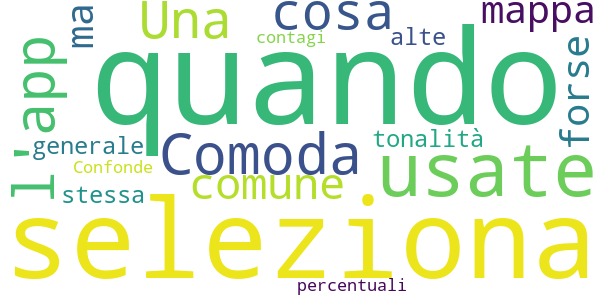 Una cosa mappa
ma contagi alte
quando
l'app forse
generale Comoda tonalità
Confonde usate
stessa comune
seleziona
percentuali